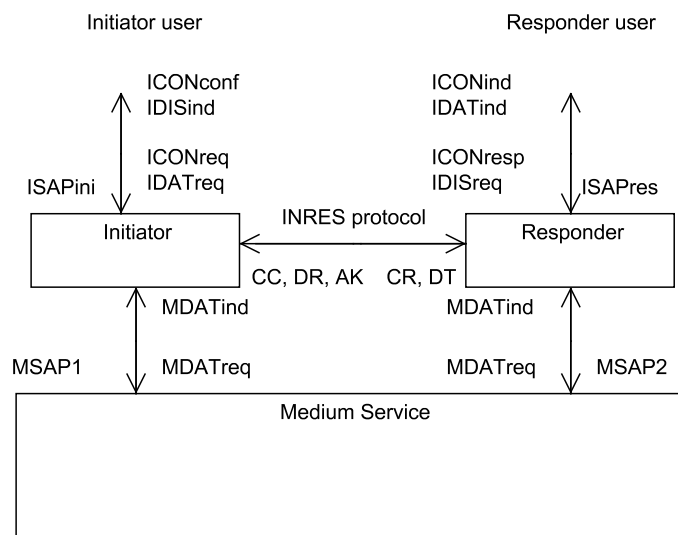 Initiator user
Responder user
ICONconf
IDISind
ICONind
IDATind
ICONreq
IDATreq
ICONresp
IDISreq
ISAPini
ISAPres
INRES protocol
Initiator
Responder
CC, DR, AK
CR, DT
MDATind
MDATind
MSAP1
MDATreq
MDATreq
MSAP2
Medium Service